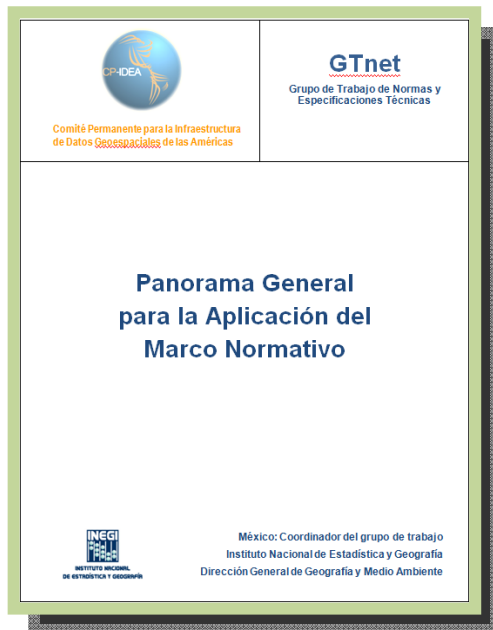 CP-IDEA
Comité Permanente para la Infraestructura
de Datos Geoespaciales de las Américas
GTnet
Grupo de Trabajo de Normas y
Especificaciones Técnicas
Panorama General
para la Aplicación del
Marco Normativo
INEGI
INSTITUTO NACIONAL
DE ESTADÍSTICA Y GEOGRAFÍA
México: Coordinador del grupo de trabajo
Instituto Nacional de Estadística y Geografía
Dirección General de Geografía y Medio Ambiente